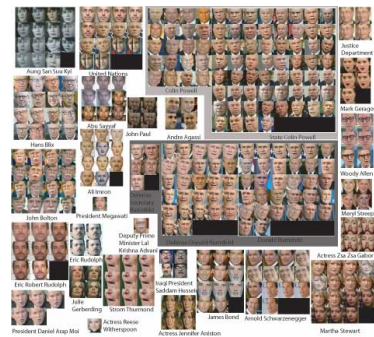 Aung San Suu Kyi
United Nations
Colin Powell
Justice
Department
Hans Blix
Abu Sayyaf
John Paul
Andre Agassi
State Colin Powell
Mark Geragos
Ali Imron
Woody Allen
John Bolton
President Megawati
Defense Donald Rumsfeld
Donald Rumsfeld
Meryl Streep
Deputy Prime
Minister Lal
Krishna Advani
Eric Rudolph
Actress Zsa Zsa Gabor
Eric Robert Rudolph
Julie
Gerberding
Strom Thurmond
Iraqi President
Saddam Hussein
James Bond
Arnold Schwarzenegger
President Daniel Arap Moi
Actress Reese
Witherspoon
Actress Jennifer Aniston
Martha Stewart